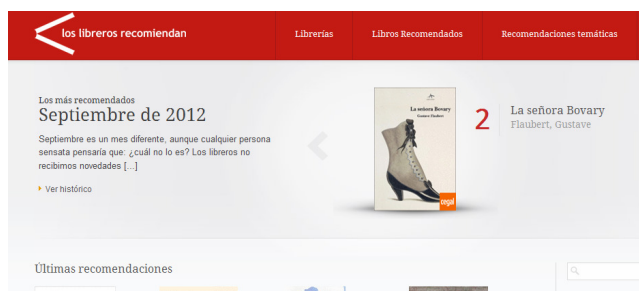 los libreros recomiendan
Librerías
Libros Recomendados
Recomendaciones temáticas
Los más recomendados
Septiembre de 2012
Septiembre es un mes diferente, aunque cualquier persona
sensata pensaría que: ¿cuál no lo es? Los libreros no
recibimos novedades [...]
Ver histórico
La señora Bovary
Gustave Flaubert
cegal
2
La señora Bovary
Flaubert, Gustave
Últimas recomendaciones